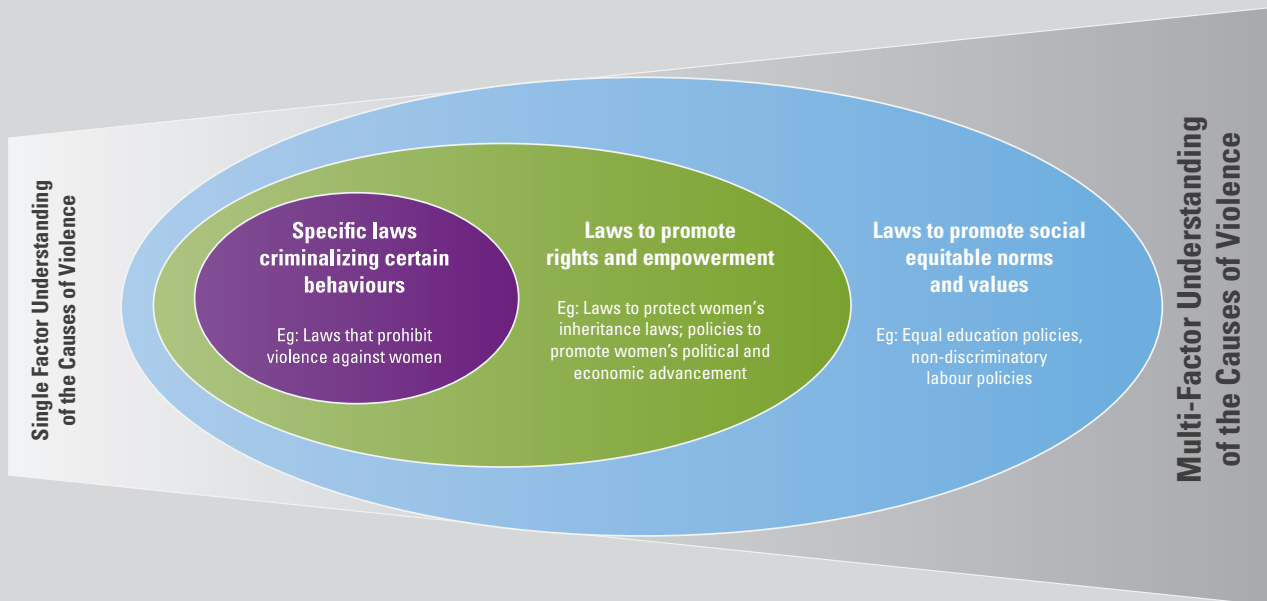 Single Factor Understanding
of the Causes of Violence
Specific laws
criminalizing certain
behaviours
Eg: Laws that prohibit
violence against women
Laws to promote
rights and empowerment
Eg: Laws to protect women’s
inheritance laws; policies to
promote women’s political and
economic advancement
Laws to promote social
equitable norms
and values
Eg: Equal education policies,
non-discriminatory
labour policies
Multi-Factor Understanding
of the Causes of Violence